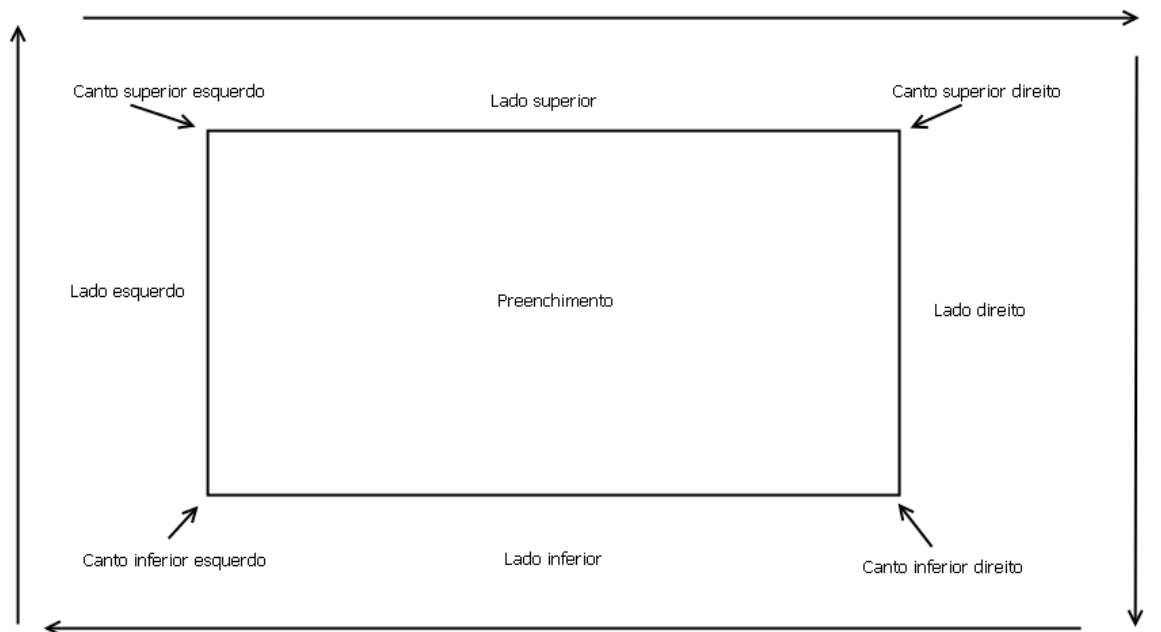 Canto superior esquerdo
Lado superior
Canto superior direito
Lado esquerdo
Preenchimento
Lado direito
Canto inferior esquerdo
Lado inferior
Canto inferior direito